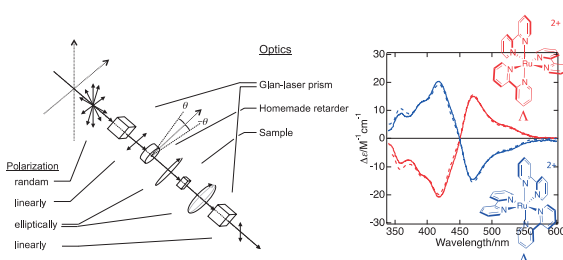 Optics
θ
-θ
Glan-laser prism
Homemade retarder
Sample
Polarization
randam
linearly
elliptically
linearly
Δε/M⁻¹ cm⁻¹
30
20
10
0
-10
-20
-30
350
400
450
500
550
600
Wavelength/nm
2+
N
N
N
Ru
N
N
N
Λ
2+
N
N
N
Ru
N
N
N
Δ